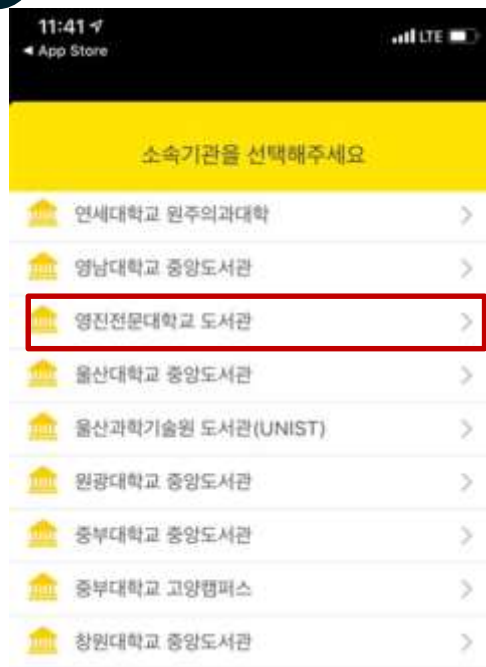 11:41
◀ App Store
LTE
소속기관을 선택해주세요
연세대학교 원주의과대학
영남대학교 중앙도서관
영진전문대학교 도서관
울산대학교 중앙도서관
울산과학기술원 도서관(UNIST)
원광대학교 중앙도서관
중부대학교 중앙도서관
중부대학교 고양캠퍼스
창원대학교 중앙도서관